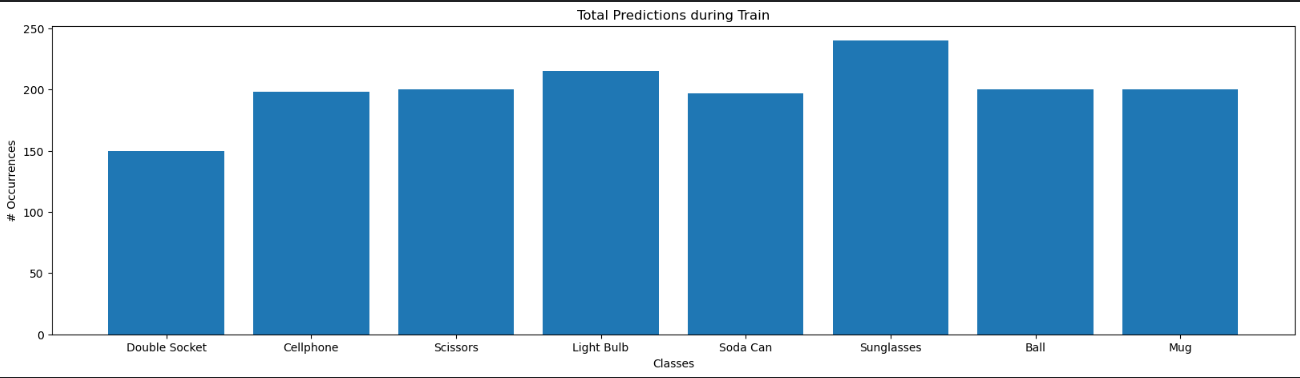 Total Predictions during Train
# Occurrences
250
200
150
100
50
0
Double Socket Cellphone Scissors Light Bulb Soda Can Sunglasses Ball Mug
Classes